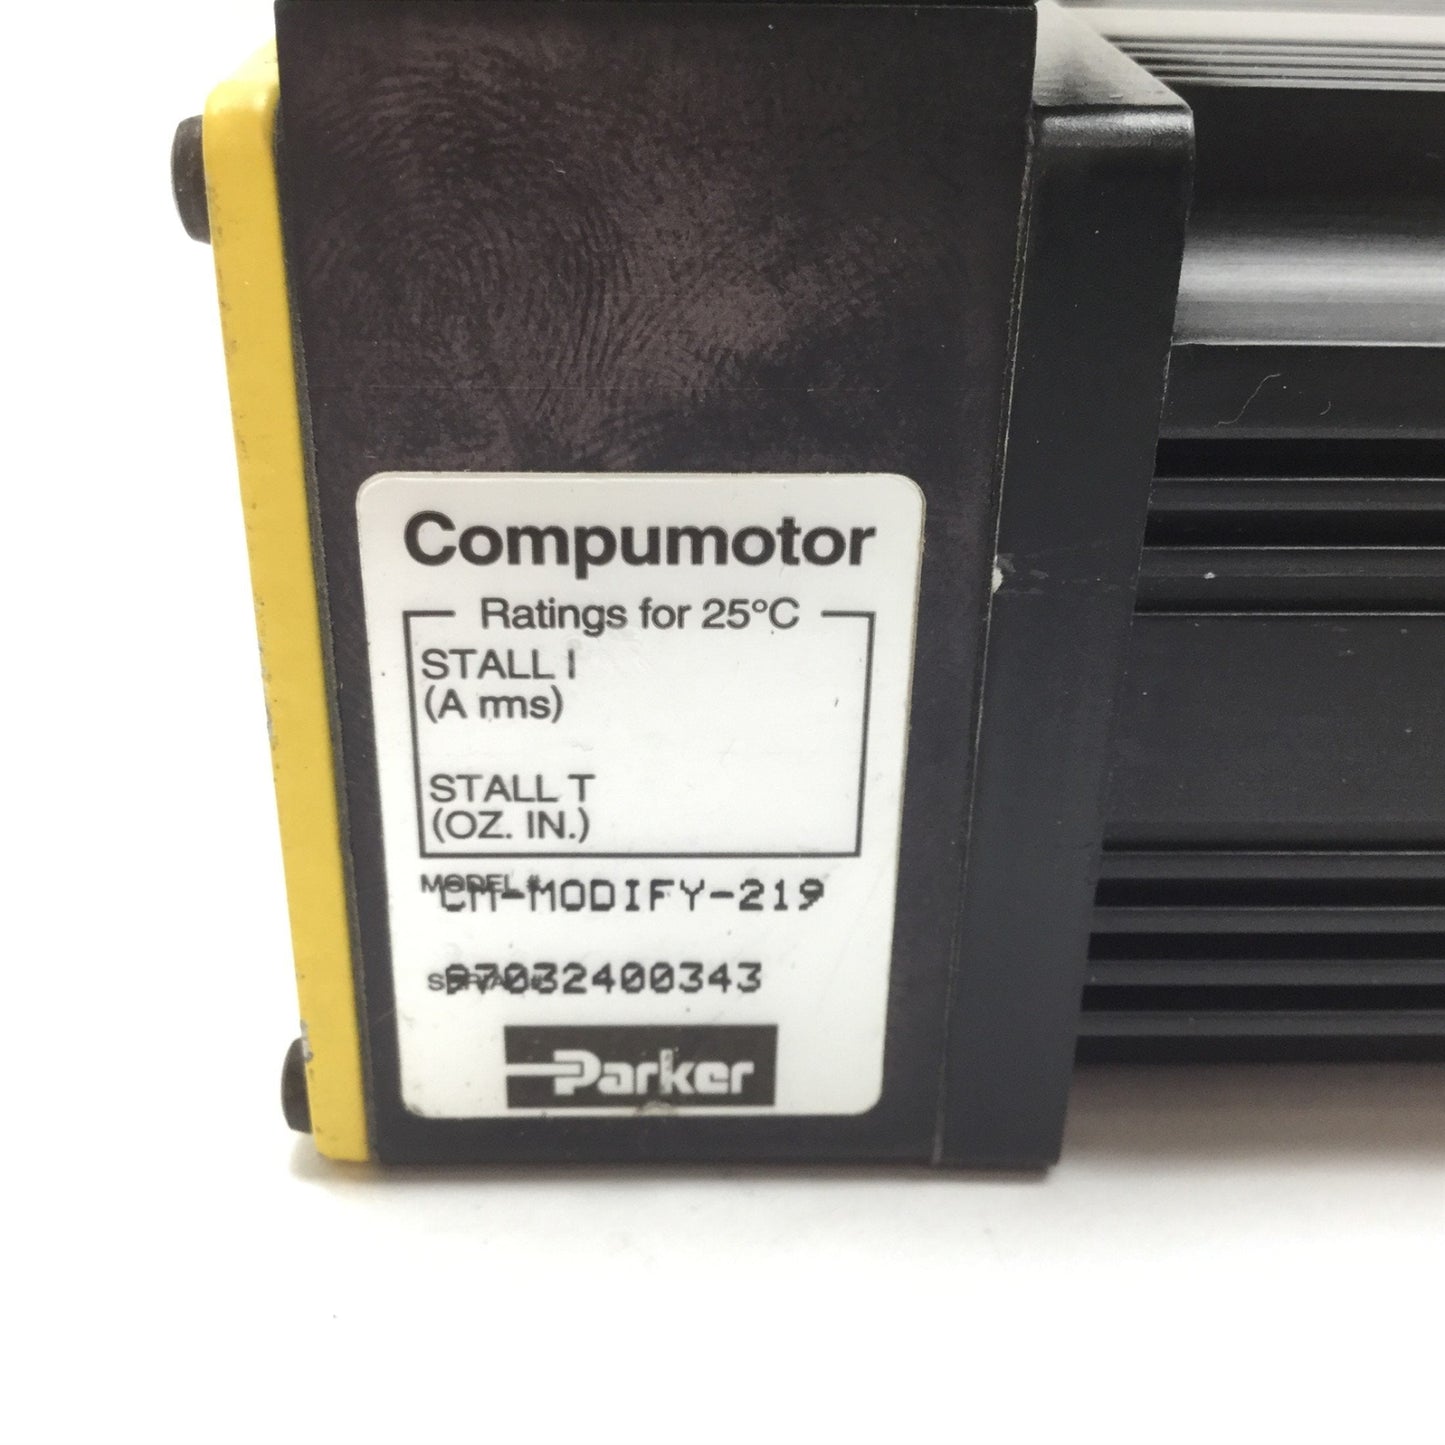 Compumotor
Ratings for 25°C
STALL I
(A rms)
STALL T
(OZ. IN.)
MODEL # CM-MODIFY-219
SERIAL # 97032400343
Parker